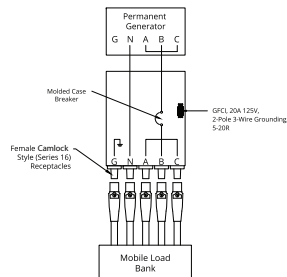 Permanent
Generator
G N A B C
Molded Case
Breaker
GFCI, 20A 125V,
2-Pole 3-Wire Grounding
5-20R
Female Camlock
Style (Series 16)
Receptacles
G N A B C
Mobile Load
Bank